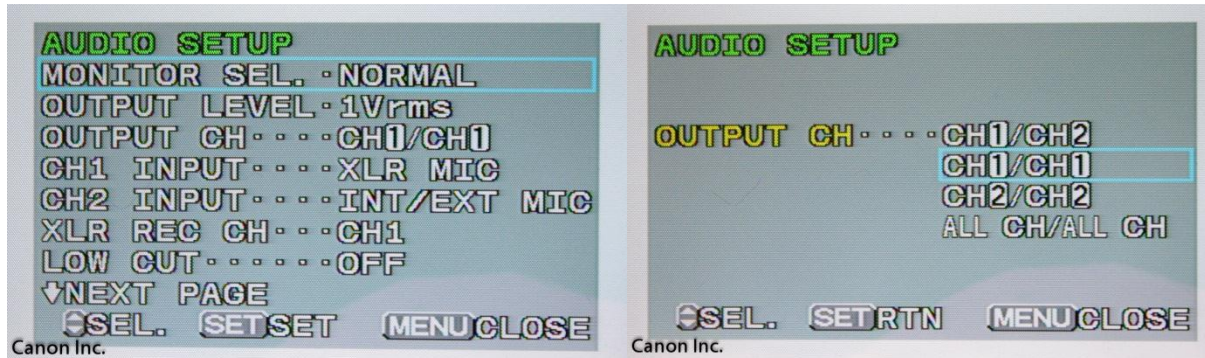 AUDIO SETUP
MONITOR SEL.・NORMAL
OUTPUT LEVEL・1Vrms
OUTPUT CH・・・・CH1/CH1
CH1 INPUT・・・・XLR MIC
CH2 INPUT・・・・INT/EXT MIC
XLR REC CH・・・CH1
LOW CUT・・・・・・OFF
↓NEXT PAGE
SEL. SET SET MENU CLOSE
Canon Inc.
AUDIO SETUP
OUTPUT CH・・・・CH1/CH2
CH1/CH1
CH2/CH2
ALL CH/ALL CH
SEL. SET RTN MENU CLOSE
Canon Inc.